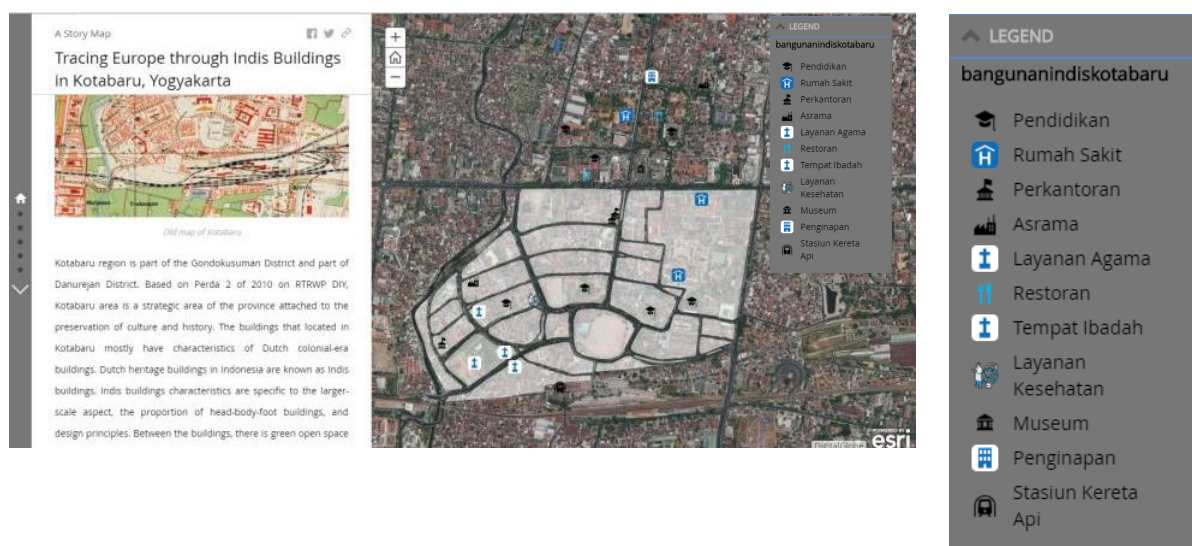 A Story Map
Tracing Europe through Indis Buildings
in Kotabaru, Yogyakarta
Old map of Kotabaru
Kotabaru region is part of the Gondokusuman District and part of
Danurejan District. Based on Perda 2 of 2010 on RTRWP DIY,
Kotabaru area is a strategic area of the province attached to the
preservation of culture and history. The buildings that located in
Kotabaru mostly have characteristics of Dutch colonial-era
buildings. Dutch heritage buildings in Indonesia are known as Indis
buildings. Indis buildings characteristics are specific to the larger-
scale aspect, the proportion of head-body-foot buildings, and
design principles. Between the buildings, there is green open space
LEGEND
bangunanindiskotabaru
Pendidikan
Rumah Sakit
Perkantoran
Asrama
Layanan Agama
Restoran
Tempat Ibadah
Layanan
Kesehatan
Museum
Penginapan
Stasiun Kereta
Api
POWERED BY
esri
DigitalGlobe
LEGEND
bangunanindiskotabaru
Pendidikan
Rumah Sakit
Perkantoran
Asrama
Layanan Agama
Restoran
Tempat Ibadah
Layanan
Kesehatan
Museum
Penginapan
Stasiun Kereta
Api